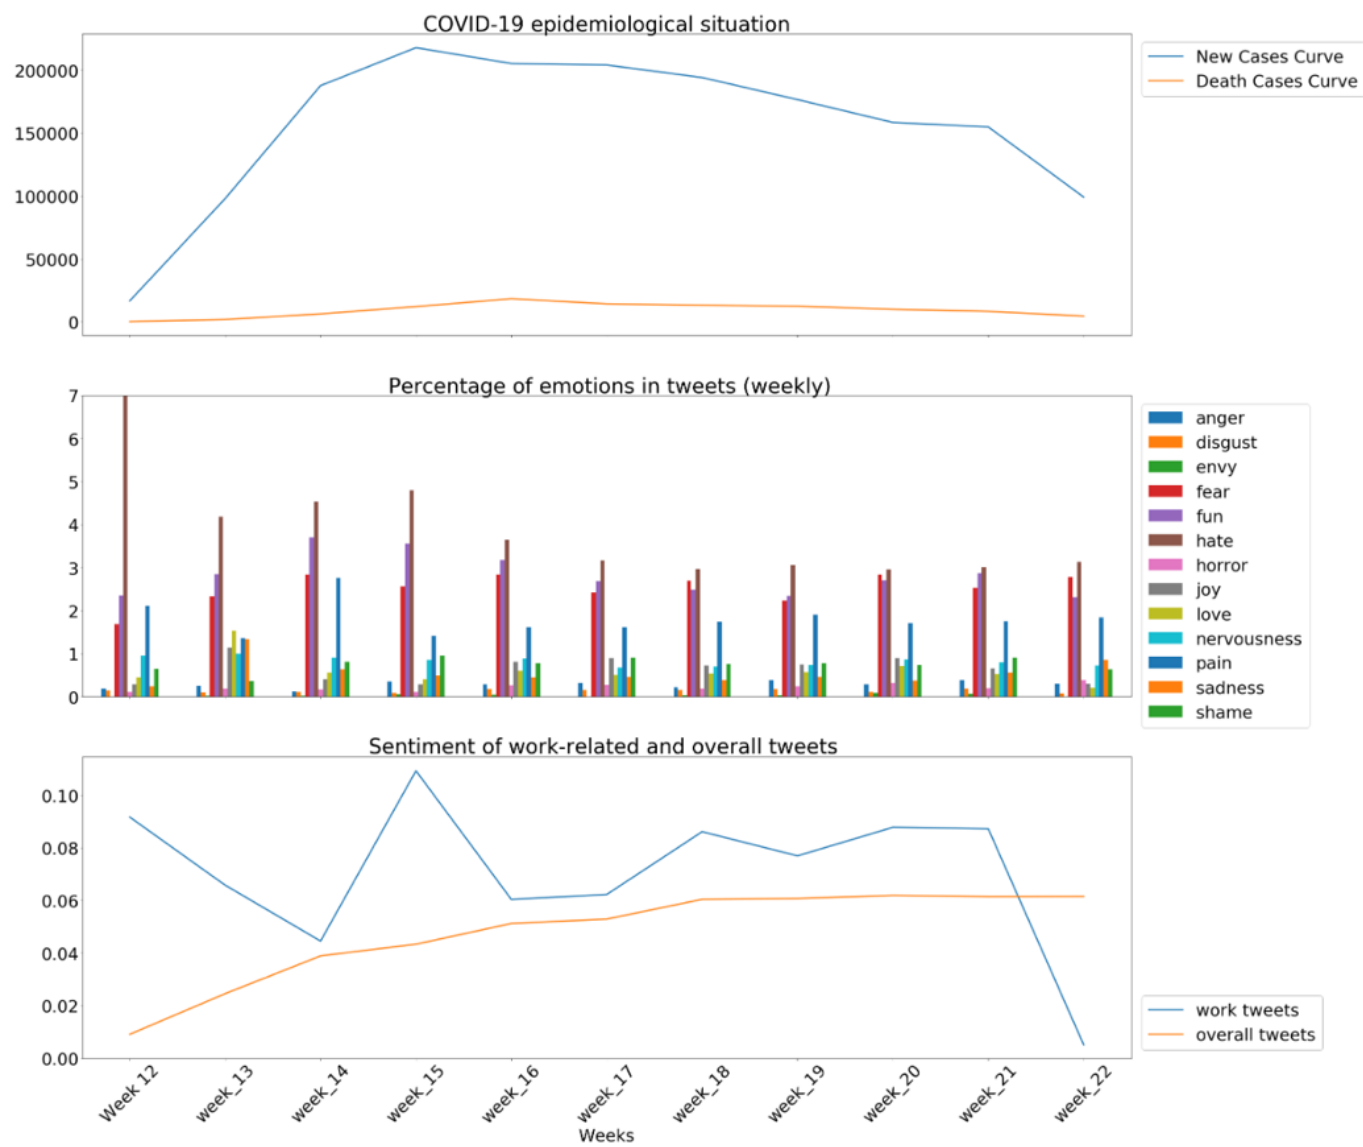 COVID-19 epidemiological situation
200000
150000
100000
50000
0
New Cases Curve
Death Cases Curve
Percentage of emotions in tweets (weekly)
7
6
5
4
3
2
1
0
anger
disgust
envy
fear
fun
hate
horror
joy
love
nervousness
pain
sadness
shame
Sentiment of work-related and overall tweets
0.10
0.08
0.06
0.04
0.02
0.00
work tweets
overall tweets
Week 12
week_13
week_14
week_15
week_16
week_17
week_18
week_19
week_20
week_21
week_22
Weeks